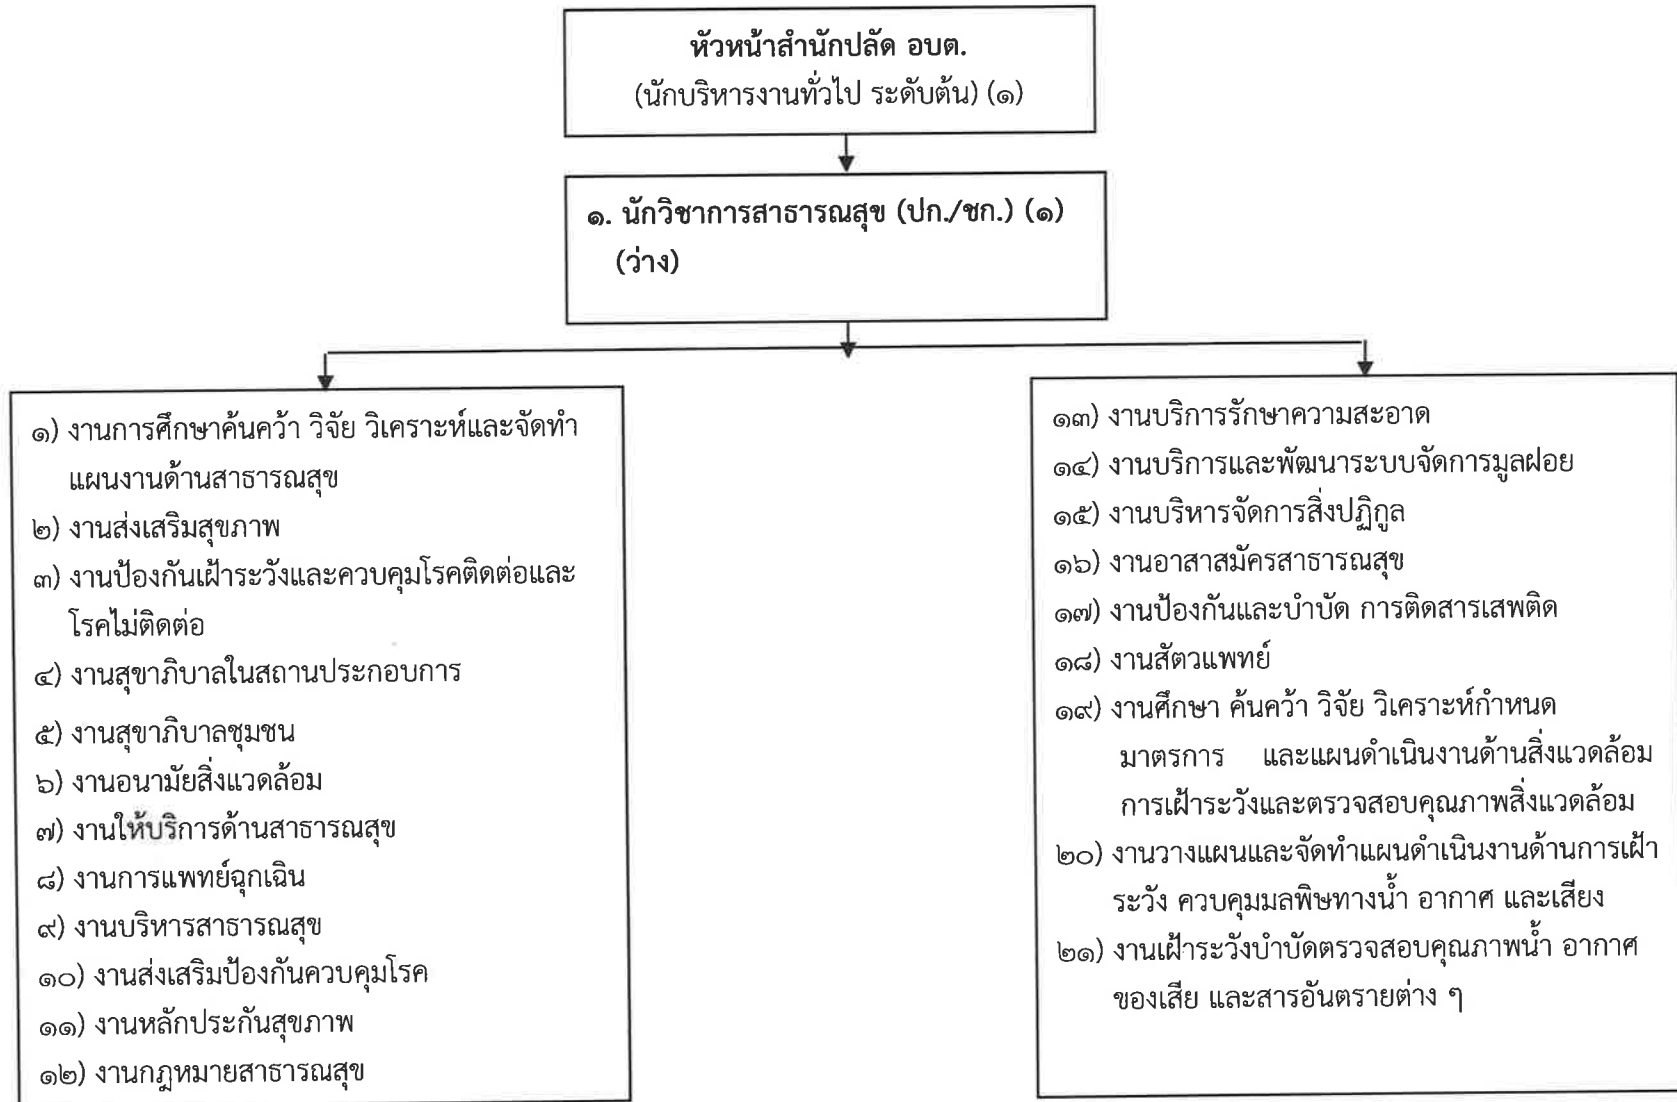 หัวหน้าสำนักปลัด อบต.
(นักบริหารงานทั่วไป ระดับต้น) (๑)
๑. นักวิชาการสาธารณสุข (ปก./ชก.) (๑)
(ว่าง)
๑) งานการศึกษาค้นคว้า วิจัย วิเคราะห์และจัดทำ
แผนงานด้านสาธารณสุข
๒) งานส่งเสริมสุขภาพ
๓) งานป้องกันเฝ้าระวังและควบคุมโรคติดต่อและ
โรคไม่ติดต่อ
๔) งานสุขาภิบาลในสถานประกอบการ
๕) งานสุขาภิบาลชุมชน
๖) งานอนามัยสิ่งแวดล้อม
๗) งานให้บริการด้านสาธารณสุข
๘) งานการแพทย์ฉุกเฉิน
๙) งานบริหารสาธารณสุข
๑๐) งานส่งเสริมป้องกันควบคุมโรค
๑๑) งานหลักประกันสุขภาพ
๑๒) งานกฎหมายสาธารณสุข
๑๓) งานบริการรักษาความสะอาด
๑๔) งานบริการและพัฒนาระบบจัดการมูลฝอย
๑๕) งานบริหารจัดการสิ่งปฏิกูล
๑๖) งานอาสาสมัครสาธารณสุข
๑๗) งานป้องกันและบำบัด การติดสารเสพติด
๑๘) งานสัตวแพทย์
๑๙) งานศึกษา ค้นคว้า วิจัย วิเคราะห์กำหนด
มาตรการ และแผนดำเนินงานด้านสิ่งแวดล้อม
การเฝ้าระวังและตรวจสอบคุณภาพสิ่งแวดล้อม
๒๐) งานวางแผนและจัดทำแผนดำเนินงานด้านการเฝ้า
ระวัง ควบคุมมลพิษทางน้ำ อากาศ และเสียง
๒๑) งานเฝ้าระวังบำบัดตรวจสอบคุณภาพน้ำ อากาศ
ของเสีย และสารอันตรายต่าง ๆ